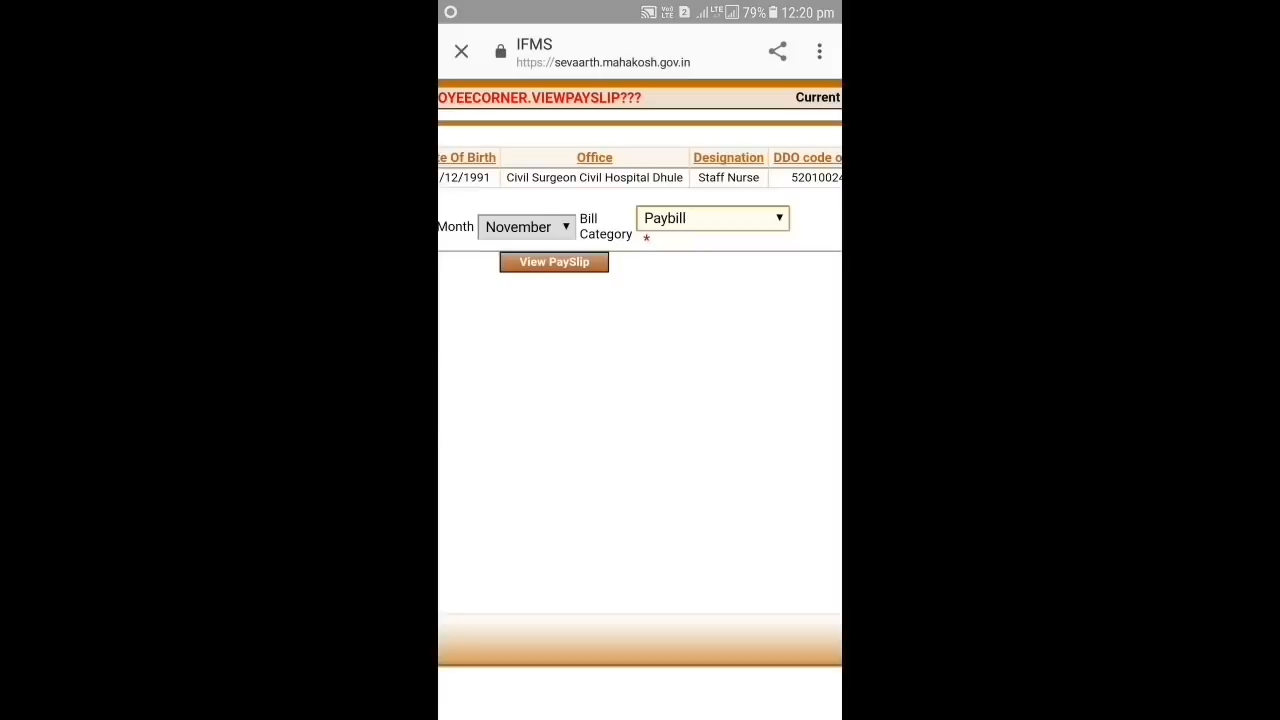 79% 12:20 pm
IFMS
https://sevaarth.mahakosh.gov.in
OYEECORNER.VIEWPAYSLIP??? Current
te Of Birth Office Designation DDO code o
/12/1991 Civil Surgeon Civil Hospital Dhule Staff Nurse 52010024
Month November Bill Category Paybill
*
View PaySlip